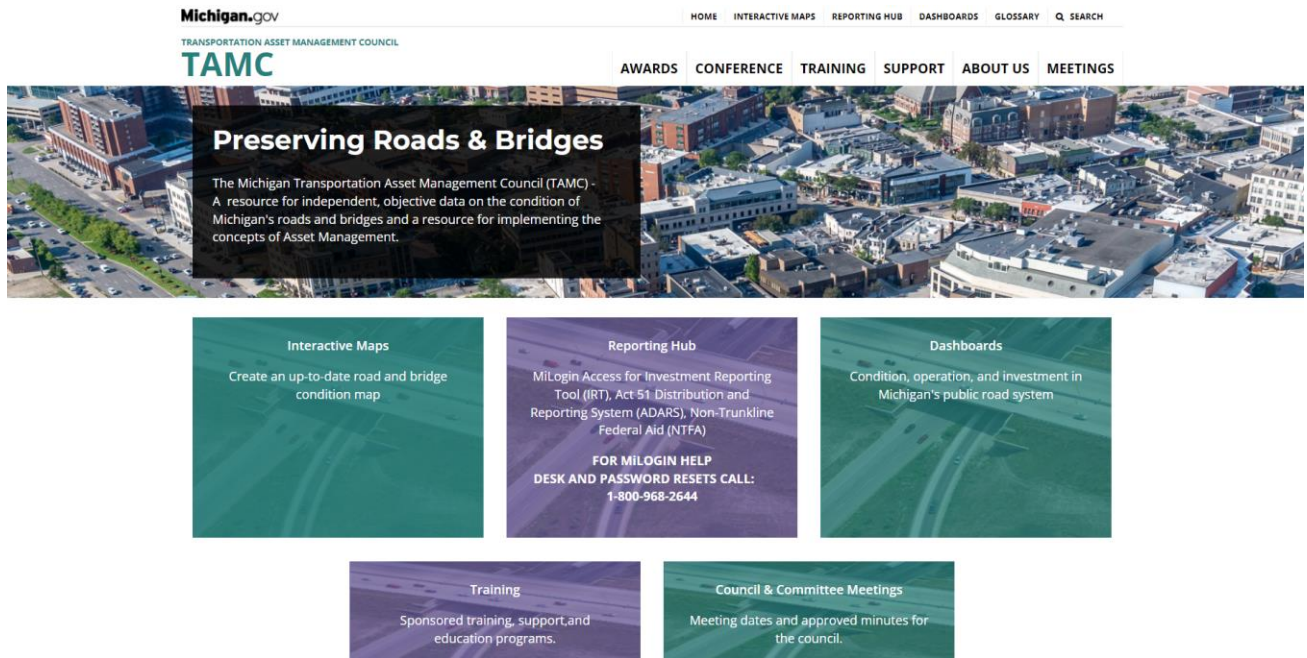 Michigan.gov
HOME INTERACTIVE MAPS REPORTING HUB DASHBOARDS GLOSSARY SEARCH
TRANSPORTATION ASSET MANAGEMENT COUNCIL
TAMC
AWARDS CONFERENCE TRAINING SUPPORT ABOUT US MEETINGS
Preserving Roads & Bridges
The Michigan Transportation Asset Management Council (TAMC) -
A resource for independent, objective data on the condition of
Michigan's roads and bridges and a resource for implementing the
concepts of Asset Management.
Interactive Maps
Create an up-to-date road and bridge
condition map
Reporting Hub
MiLogin Access for Investment Reporting
Tool (IRT), Act 51 Distribution and
Reporting System (ADARS), Non-Trunkline
Federal Aid (NTFA)
FOR MiLOGIN HELP
DESK AND PASSWORD RESETS CALL:
1-800-968-2644
Dashboards
Condition, operation, and investment in
Michigan's public road system
Training
Sponsored training, support,and
education programs.
Council & Committee Meetings
Meeting dates and approved minutes for
the council.